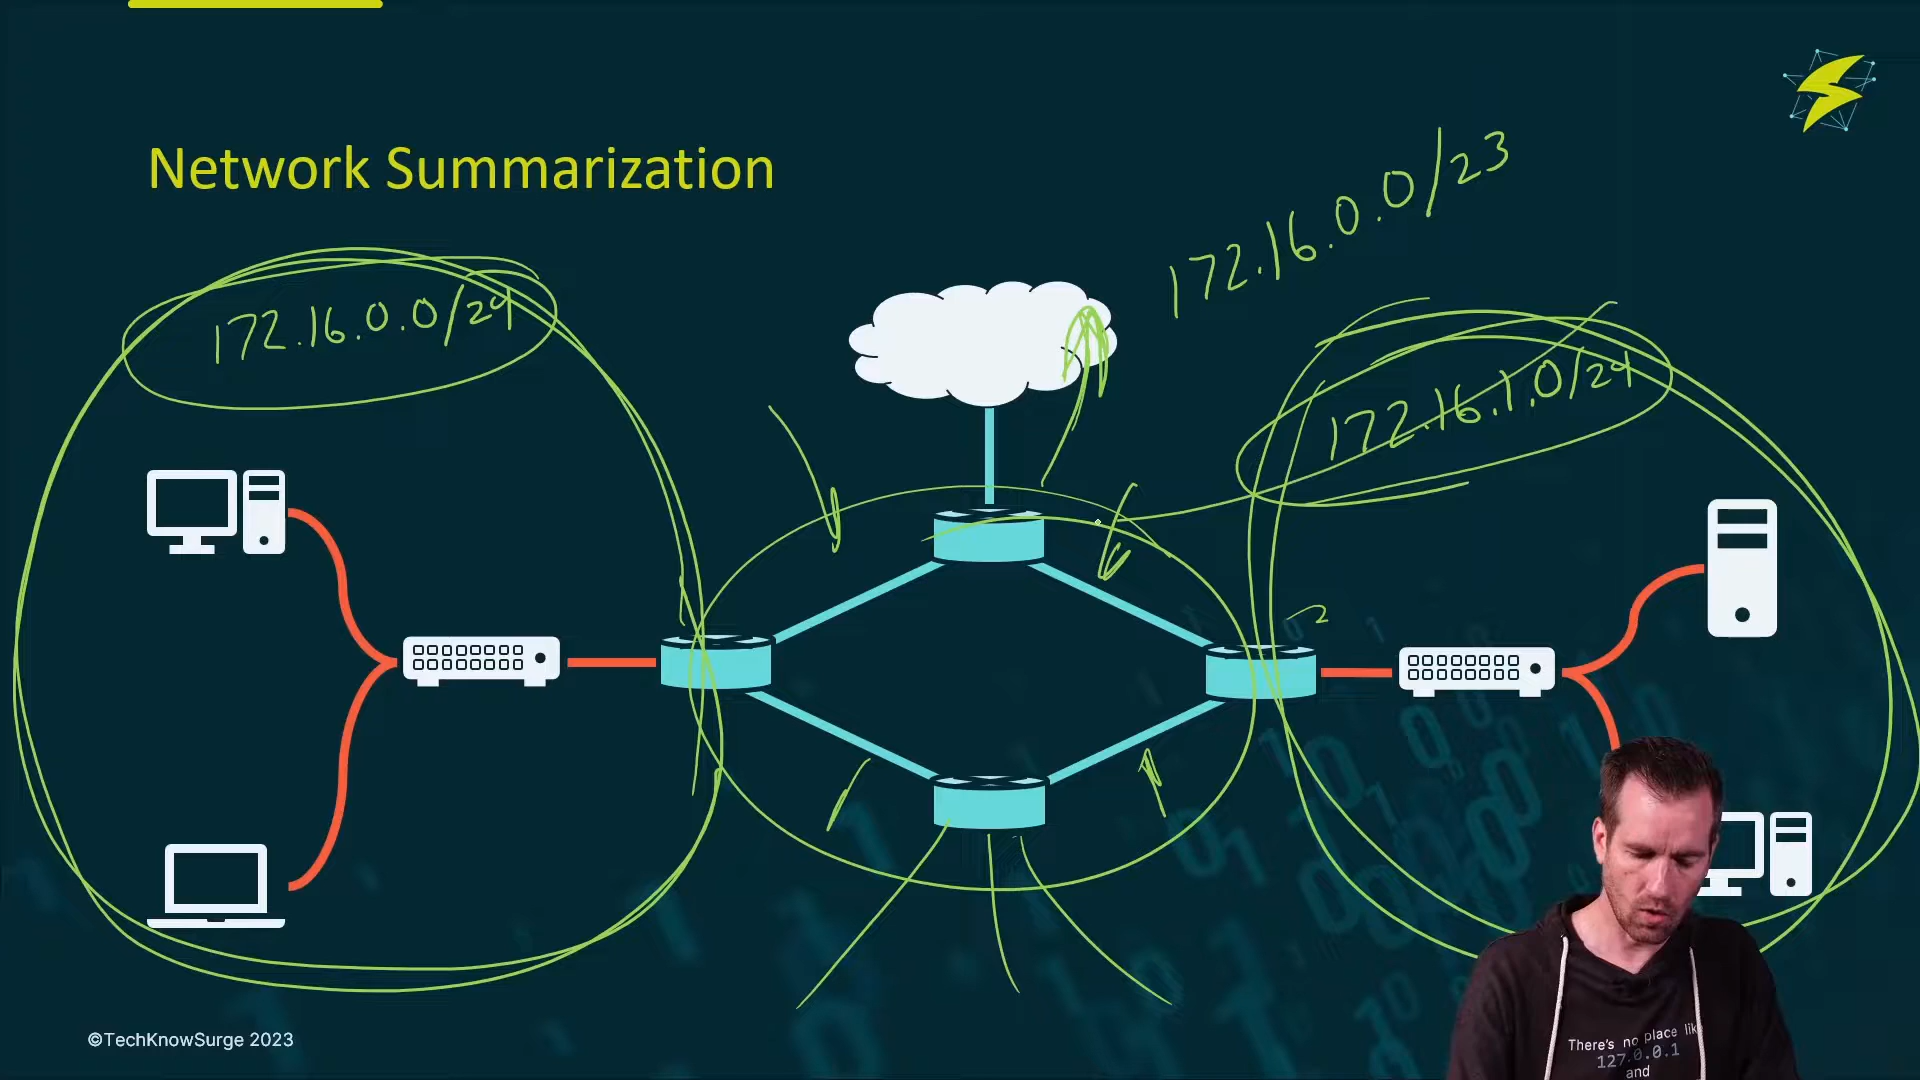 Network Summarization
172.16.0.0/23
172.16.0.0/24
172.16.1.0/24
©TechKnowSurge 2023
There's no place lik
127.0.0.1
and